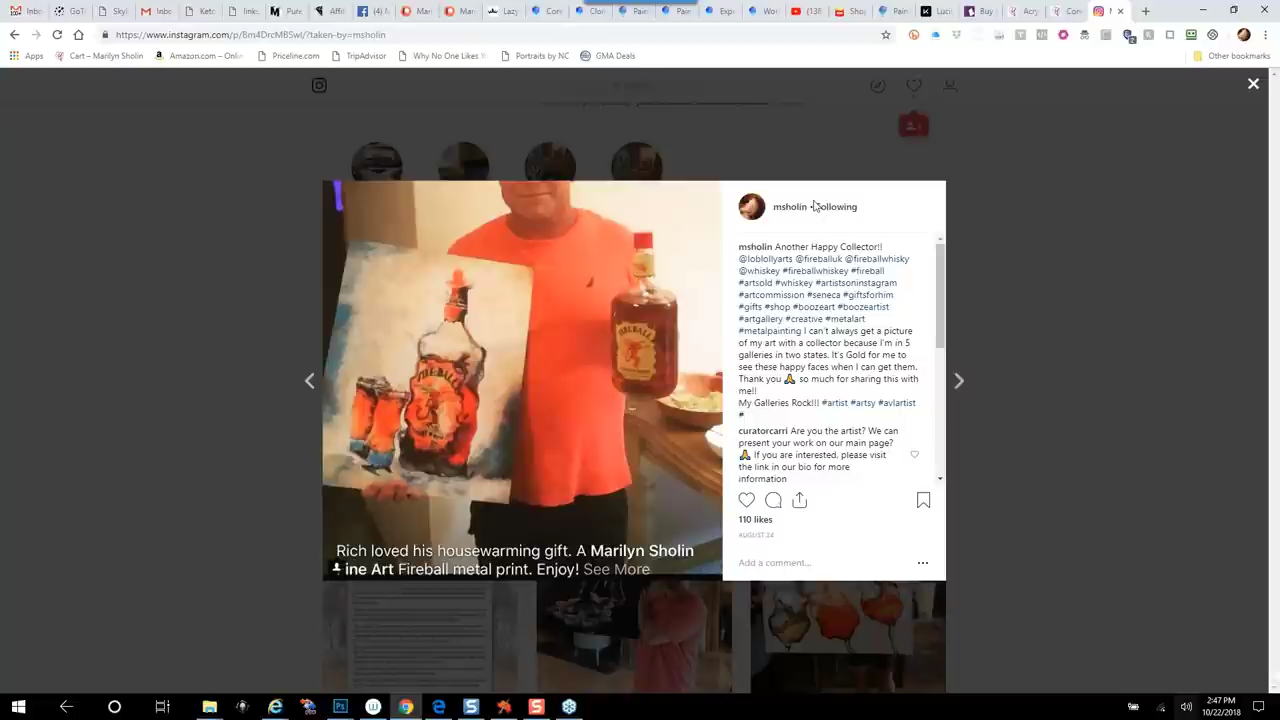 https://www.instagram.com/p/Bm4DrcMBSwi/?taken-by=msholin
Apps
Cart – Marilyn Sholin
Amazon.com – Onlin
Priceline.com
TripAdvisor
Why No One Likes
Portraits by NC
GMA Deals
Other bookmarks
msholin • Following
msholin Another Happy Collector!!
@loblollyarts @fireballuk @fireballwhisky
@whiskey #fireballwhiskey #fireball
#artsold #whiskey #artistsoninstagram
#artcommission #seneca #giftsforhim
#gifts #shop #boozeart #boozeartist
#artgallery #creative #metalart
#metalpainting I can't always get a picture
of my art with a collector because I'm in 5
galleries in two states. It's Gold for me to
see these happy faces when I can get them.
Thank you 🙏 so much for sharing this with
me!!
My Galleries Rock!!! #artist #artsy #avlartist
#
curatorcarri Are you the artist? We can
present your work on our main page?
🙏 If you are interested, please visit
the link in our bio for more
information
110 likes
AUGUST 24
Add a comment...
FIREBALL
FIREBALL
Rich loved his housewarming gift. A Marilyn Sholin
ine Art Fireball metal print. Enjoy! See More
2:47 PM
10/22/2018